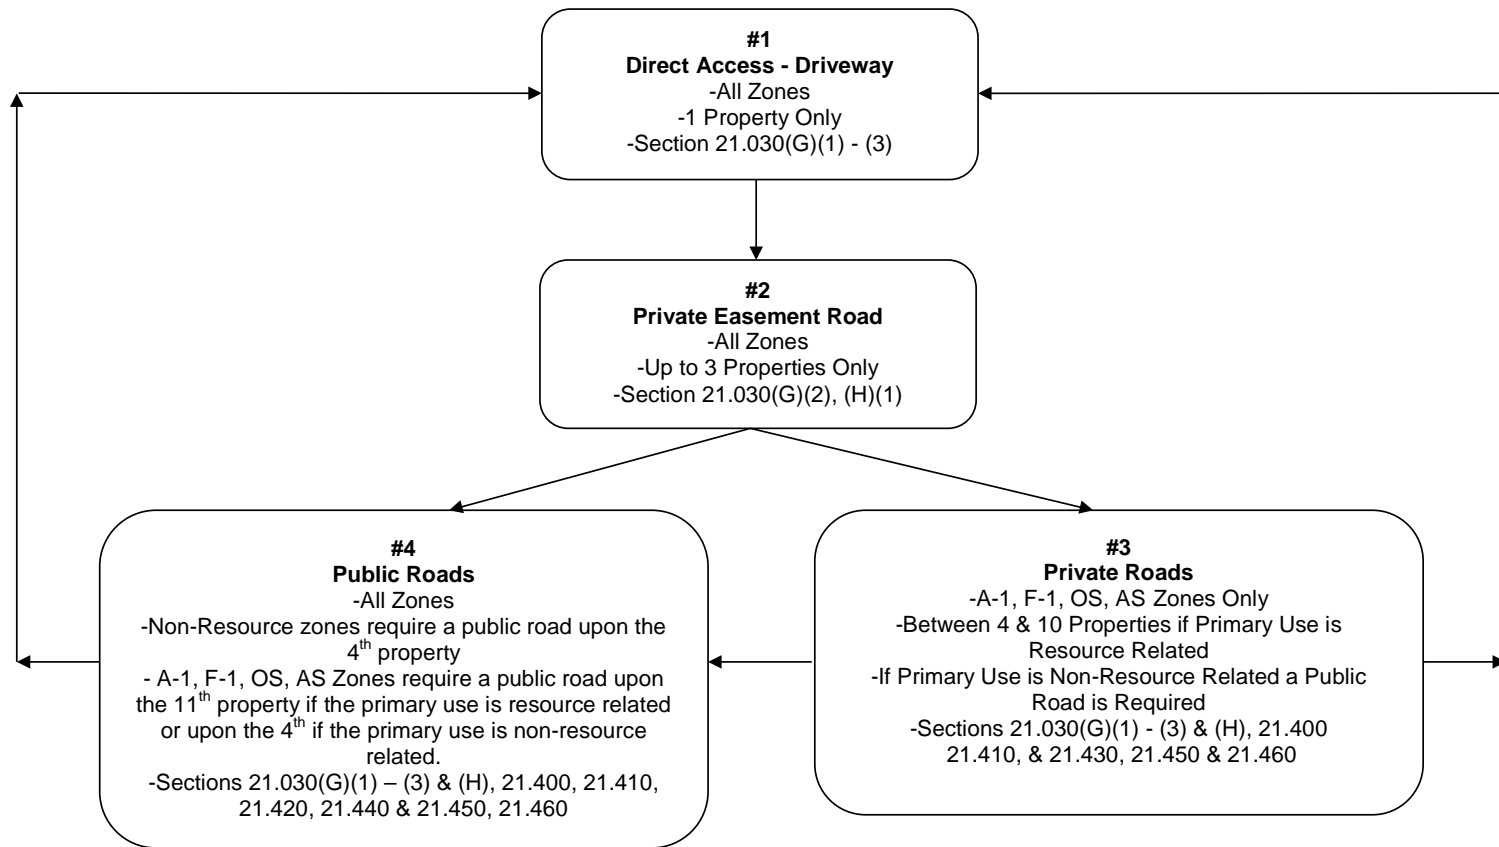 #1
Direct Access - Driveway
-All Zones
-1 Property Only
-Section 21.030(G)(1) - (3)
#2
Private Easement Road
-All Zones
-Up to 3 Properties Only
-Section 21.030(G)(2), (H)(1)
#4
Public Roads
-All Zones
-Non-Resource zones require a public road upon the
4th property
- A-1, F-1, OS, AS Zones require a public road upon
the 11th property if the primary use is resource related
or upon the 4th if the primary use is non-resource
related.
-Sections 21.030(G)(1) – (3) & (H), 21.400, 21.410,
21.420, 21.440 & 21.450, 21.460
#3
Private Roads
-A-1, F-1, OS, AS Zones Only
-Between 4 & 10 Properties if Primary Use is
Resource Related
-If Primary Use is Non-Resource Related a Public
Road is Required
-Sections 21.030(G)(1) - (3) & (H), 21.400
21.410, & 21.430, 21.450 & 21.460